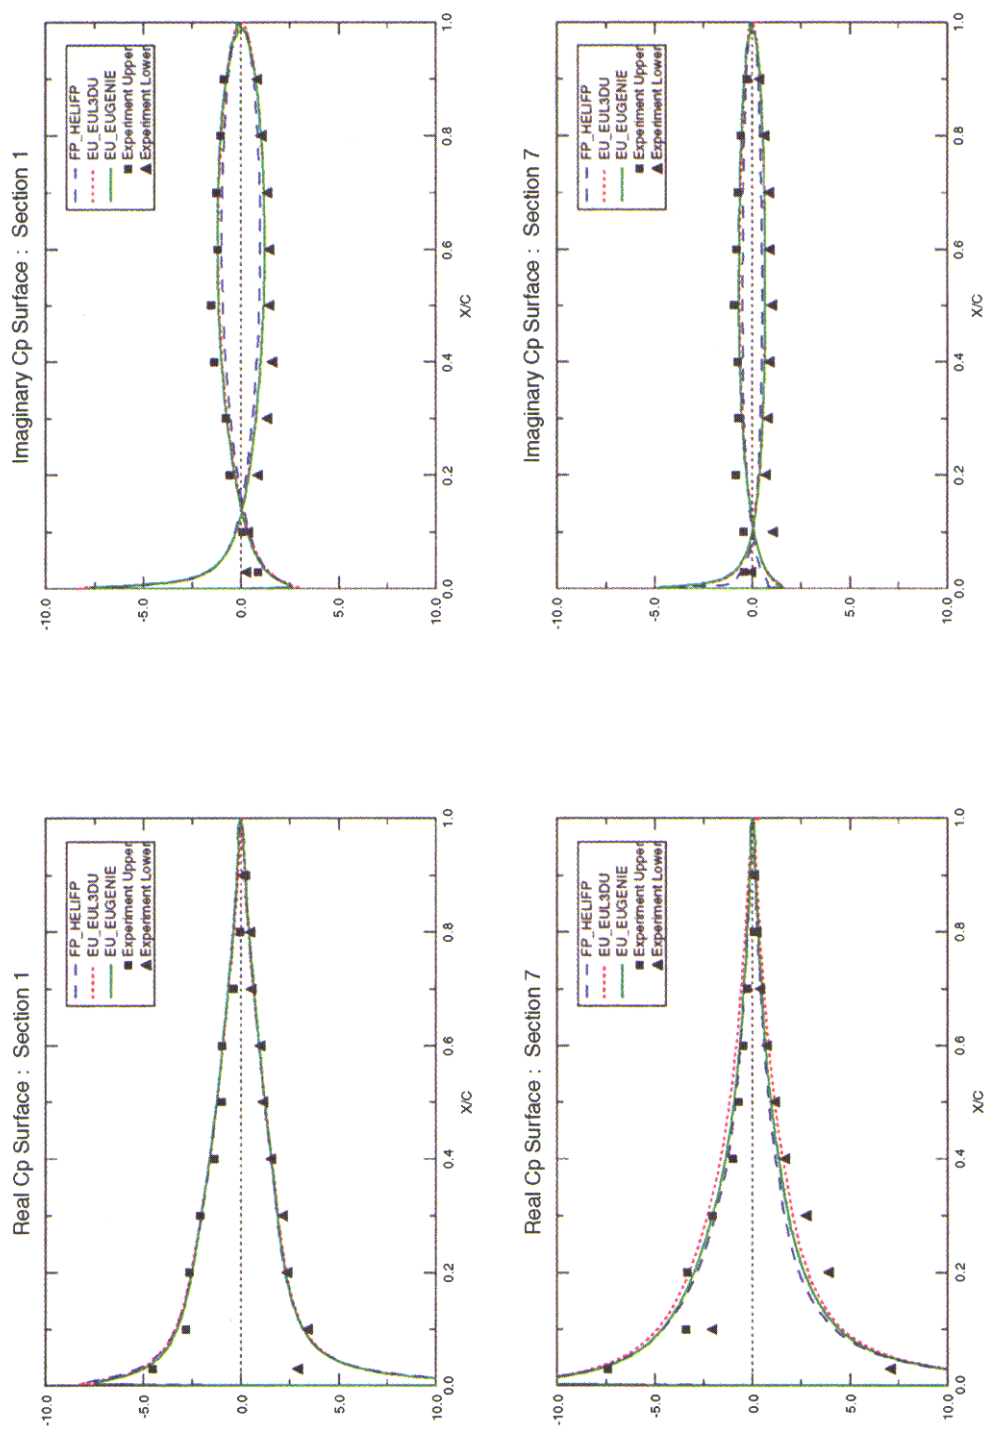 Real Cp Surface : Section 1
FP_HELIFP
EU_EUL3DU
EU_EUGENIE
Experiment Upper
Experiment Lower
-10.0
-5.0
0.0
5.0
10.0
0.0
0.2
0.4
0.6
0.8
1.0
X/C
Imaginary Cp Surface : Section 1
FP_HELIFP
EU_EUL3DU
EU_EUGENIE
Experiment Upper
Experiment Lower
-10.0
-5.0
0.0
5.0
10.0
0.0
0.2
0.4
0.6
0.8
1.0
X/C
Real Cp Surface : Section 7
FP_HELIFP
EU_EUL3DU
EU_EUGENIE
Experiment Upper
Experiment Lower
-10.0
-5.0
0.0
5.0
10.0
0.0
0.2
0.4
0.6
0.8
1.0
X/C
Imaginary Cp Surface : Section 7
FP_HELIFP
EU_EUL3DU
EU_EUGENIE
Experiment Upper
Experiment Lower
-10.0
-5.0
0.0
5.0
10.0
0.0
0.2
0.4
0.6
0.8
1.0
X/C